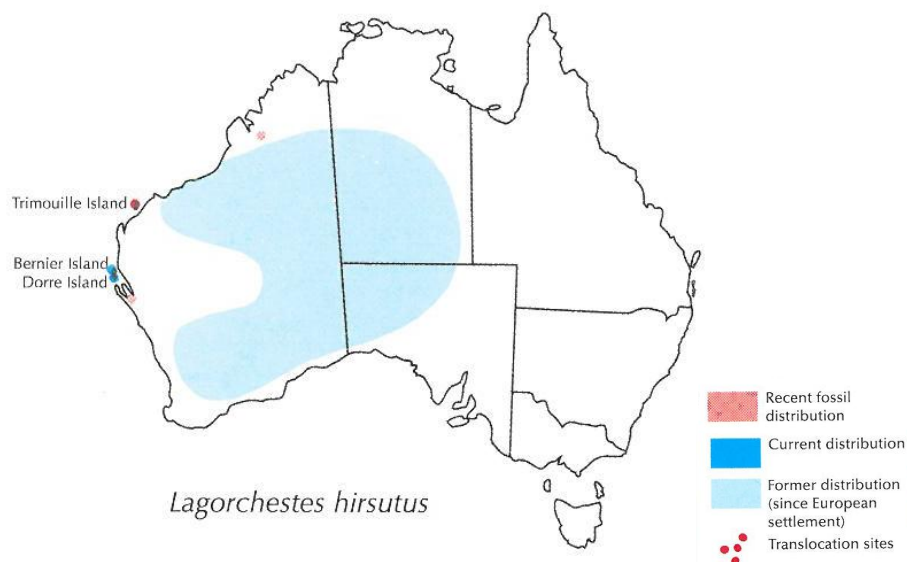 Trimouille Island
Bernier Island
Dorre Island
Lagorchestes hirsutus
Recent fossil
distribution
Current distribution
Former distribution
(since European
settlement)
Translocation sites